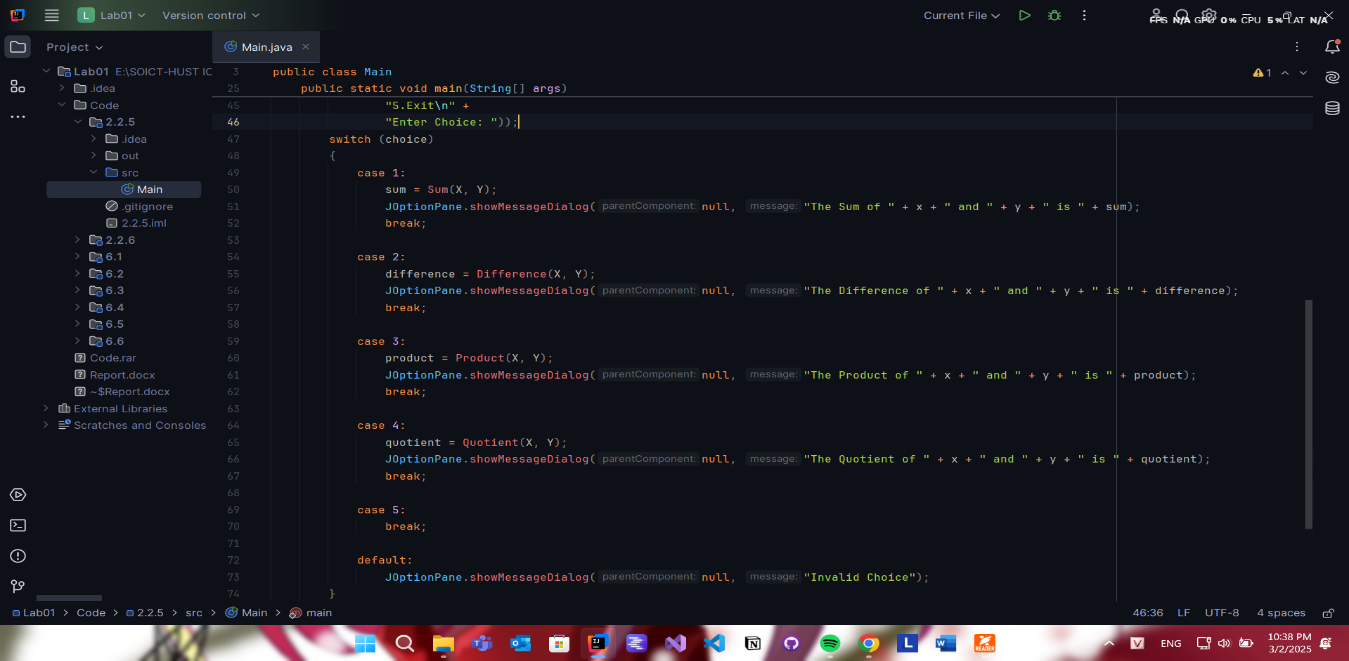 L Lab01 Version control Current File
FPS N/A GPU 0% CPU 5% LAT N/A
Project
Main.java
Lab01 E:\SOICT-HUST IC
.idea
Code
2.2.5
.idea
out
src
Main
.gitignore
2.2.5.iml
2.2.6
6.1
6.2
6.3
6.4
6.5
6.6
Code.rar
Report.docx
~$Report.docx
External Libraries
Scratches and Consoles
1
3 public class Main
25 public static void main(String[] args)
45 "5.Exit\n" +
46 "Enter Choice: "));
47 switch (choice)
48 {
49 case 1:
50 sum = Sum(X, Y);
51 JOptionPane.showMessageDialog( parentComponent: null, message: "The Sum of " + x + " and " + y + " is " + sum);
52 break;
53
54 case 2:
55 difference = Difference(X, Y);
56 JOptionPane.showMessageDialog( parentComponent: null, message: "The Difference of " + x + " and " + y + " is " + difference);
57 break;
58
59 case 3:
60 product = Product(X, Y);
61 JOptionPane.showMessageDialog( parentComponent: null, message: "The Product of " + x + " and " + y + " is " + product);
62 break;
63
64 case 4:
65 quotient = Quotient(X, Y);
66 JOptionPane.showMessageDialog( parentComponent: null, message: "The Quotient of " + x + " and " + y + " is " + quotient);
67 break;
68
69 case 5:
70 break;
71
72 default:
73 JOptionPane.showMessageDialog( parentComponent: null, message: "Invalid Choice");
74 }
Lab01 > Code > 2.2.5 > src > Main > main 46:36 LF UTF-8 4 spaces
ENG 10:38 PM
3/2/2025